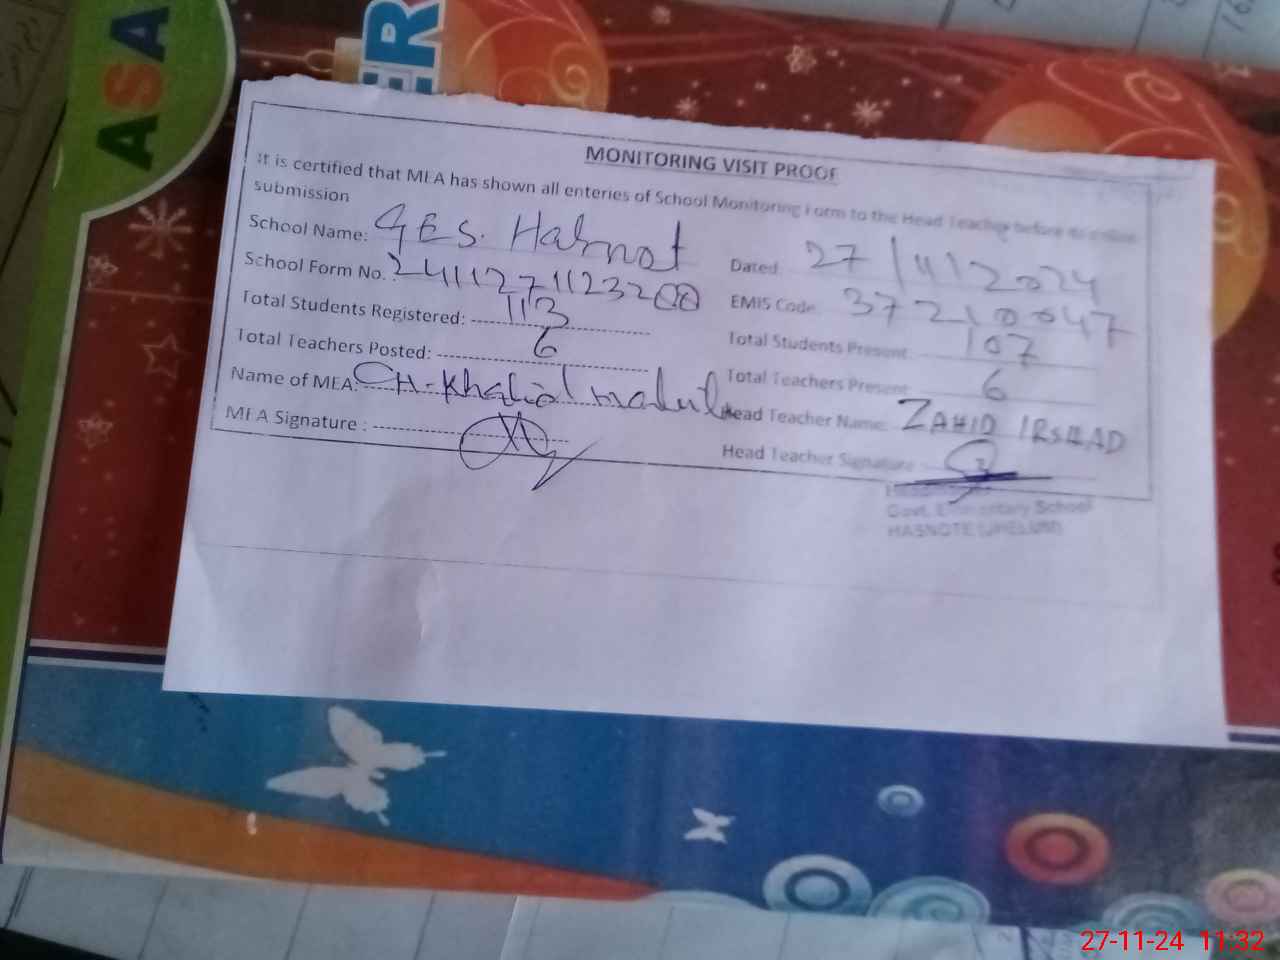 ASA
ER
MONITORING VISIT PROOF
It is certified that MEA has shown all enteries of School Monitoring Form to the Head Teacher before its online
submission
School Name: GES. Hasnot
Dated 27/11/2024
School Form No.
EMIS Code 37210047
Total Students Registered: 113
Total Students Present 107
Total Teachers Posted: 6
Total Teachers Present 6
Name of MEA: CH-Khalid
Head Teacher Name: ZAHID IRSHAD
MEA Signature :
Head Teacher Signature
Govt. Elementary School
HASNOTE (JHELUM)
27-11-24 11:32